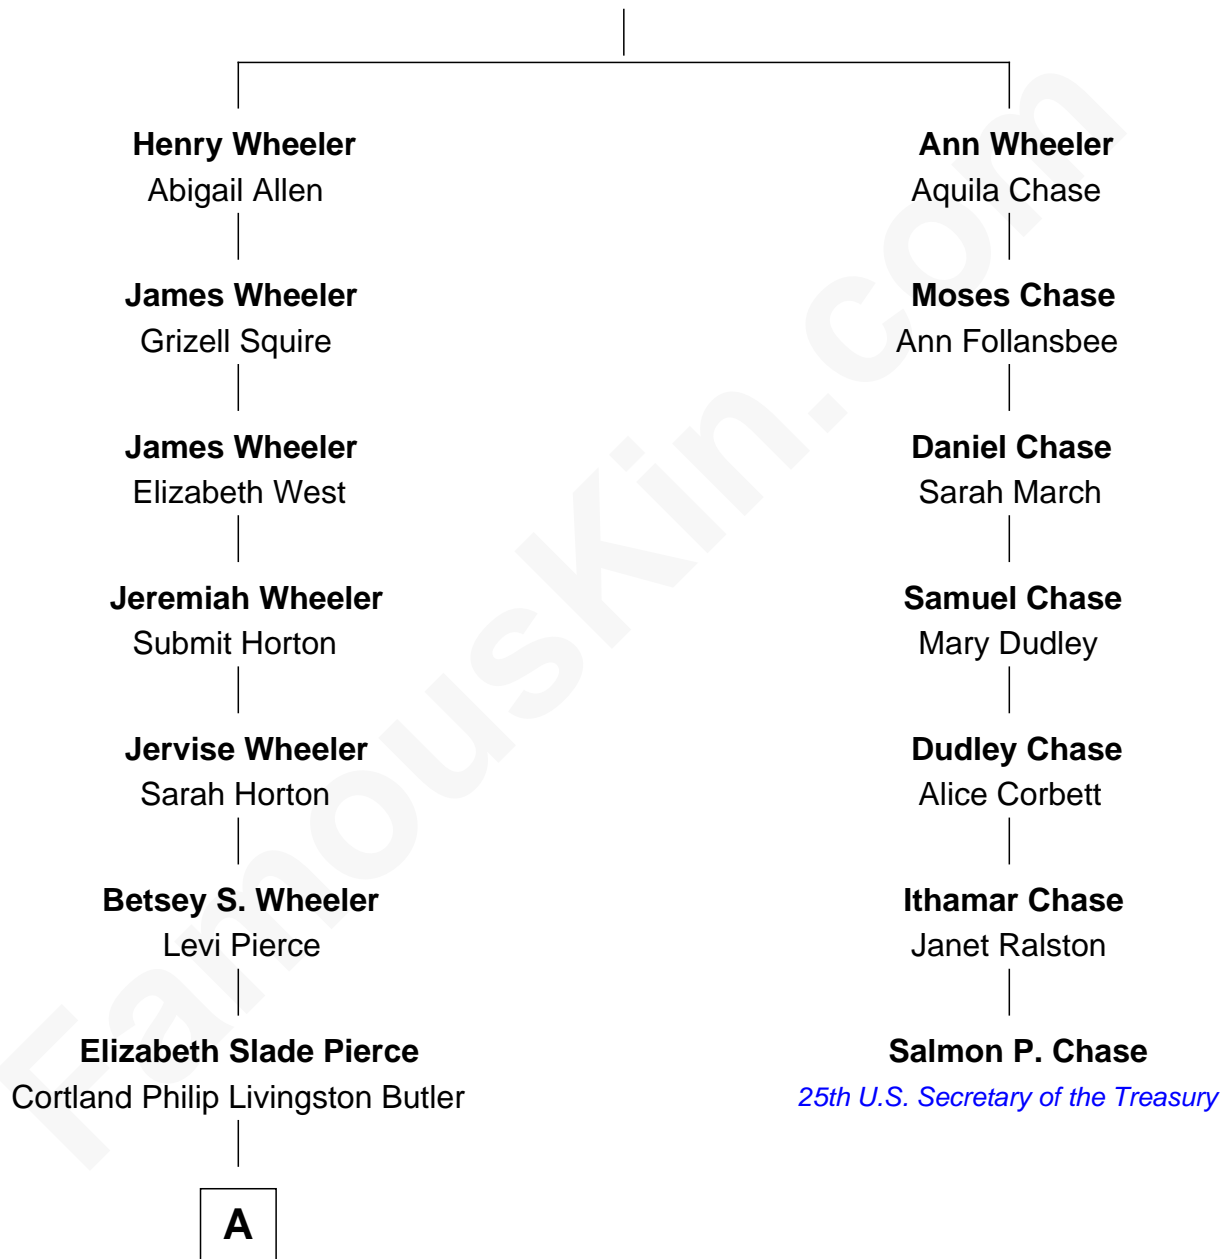 Henry Wheeler
Abigail Allen
James Wheeler
Grizell Squire
James Wheeler
Elizabeth West
Jeremiah Wheeler
Submit Horton
Jervise Wheeler
Sarah Horton
Betsey S. Wheeler
Levi Pierce
Elizabeth Slade Pierce
Cortland Philip Livingston Butler
A
Ann Wheeler
Aquila Chase
Moses Chase
Ann Follansbee
Daniel Chase
Sarah March
Samuel Chase
Mary Dudley
Dudley Chase
Alice Corbett
Ithamar Chase
Janet Ralston
Salmon P. Chase
25th U.S. Secretary of the Treasury
FamousKin.com